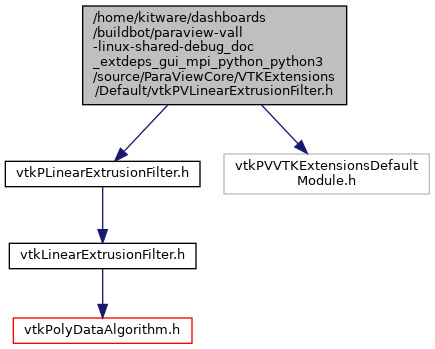 /home/kitware/dashboards
/buildbot/paraview-vall
-linux-shared-debug_doc
_extdeps_gui_mpi_python_python3
/source/ParaViewCore/VTKExtensions
/Default/vtkPVLinearExtrusionFilter.h
vtkPLinearExtrusionFilter.h
vtkPVVTKExtensionsDefault
Module.h
vtkLinearExtrusionFilter.h
vtkPolyDataAlgorithm.h